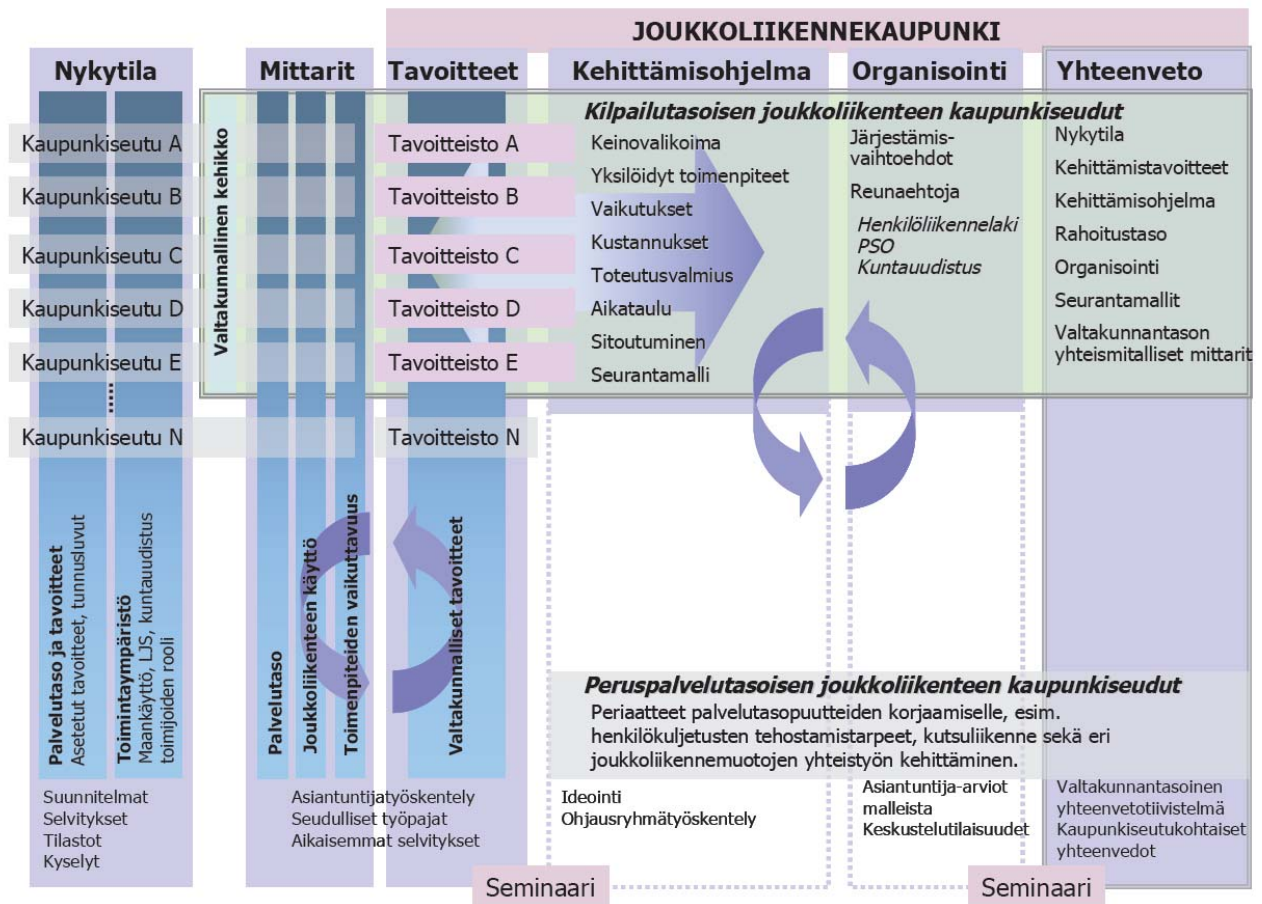 JOUKKOLIIKENNEKAUPUNKI
Nykytila
Mittarit
Tavoitteet
Kehittämisohjelma
Organisointi
Yhteenveto
Kaupunkiseutu A
Kaupunkiseutu B
Kaupunkiseutu C
Kaupunkiseutu D
Kaupunkiseutu E
.....
Kaupunkiseutu N
Palvelutaso ja tavoitteet
Asetetut tavoitteet, tunnusluvut
Toimintaympäristö
Maankäyttö, LJS, kuntauudistus
toimijoiden rooli
Suunnitelmat
Selvitykset
Tilastot
Kyselyt
Valtakunnallinen kehikko
Palvelutaso
Joukkoliikenteen käyttö
Toimenpiteiden vaikuttavuus
Tavoitteisto A
Tavoitteisto B
Tavoitteisto C
Tavoitteisto D
Tavoitteisto E
Tavoitteisto N
Valtakunnalliset tavoitteet
Asiantuntijatyöskentely
Seudulliset työpajat
Aikaisemmat selvitykset
Kilpailutasoisen joukkoliikenteen kaupunkiseudut
Keinovalikoima
Yksilöidyt toimenpiteet
Vaikutukset
Kustannukset
Toteutusvalmius
Aikataulu
Sitoutuminen
Seurantamalli
Järjestämis-
vaihtoehdot
Reunaehtoja
Henkilöliikennelaki
PSO
Kuntauudistus
Nykytila
Kehittämistavoitteet
Kehittämisohjelma
Rahoitustaso
Organisointi
Seurantamallit
Valtakunnantason
yhteismitalliset mittarit
Peruspalvelutasoisen joukkoliikenteen kaupunkiseudut
Periaatteet palvelutasopuutteiden korjaamiselle, esim.
henkilökuljetusten tehostamistarpeet, kutsuliikenne sekä eri
joukkoliikennemuotojen yhteistyön kehittäminen.
Ideointi
Ohjausryhmätyöskentely
Asiantuntija-arviot
malleista
Keskustelutilaisuudet
Valtakunnantasoinen
yhteenvetotiivistelmä
Kaupunkiseutukohtaiset
yhteenvedot
Seminaari
Seminaari